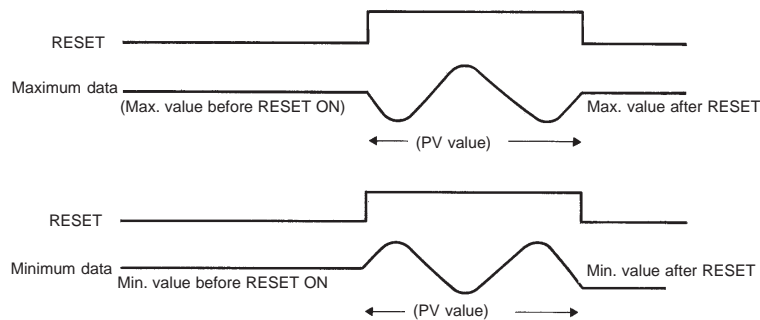 RESET
Maximum data
(Max. value before RESET ON)
Max. value after RESET
(PV value)
RESET
Minimum data
Min. value before RESET ON
Min. value after RESET
(PV value)